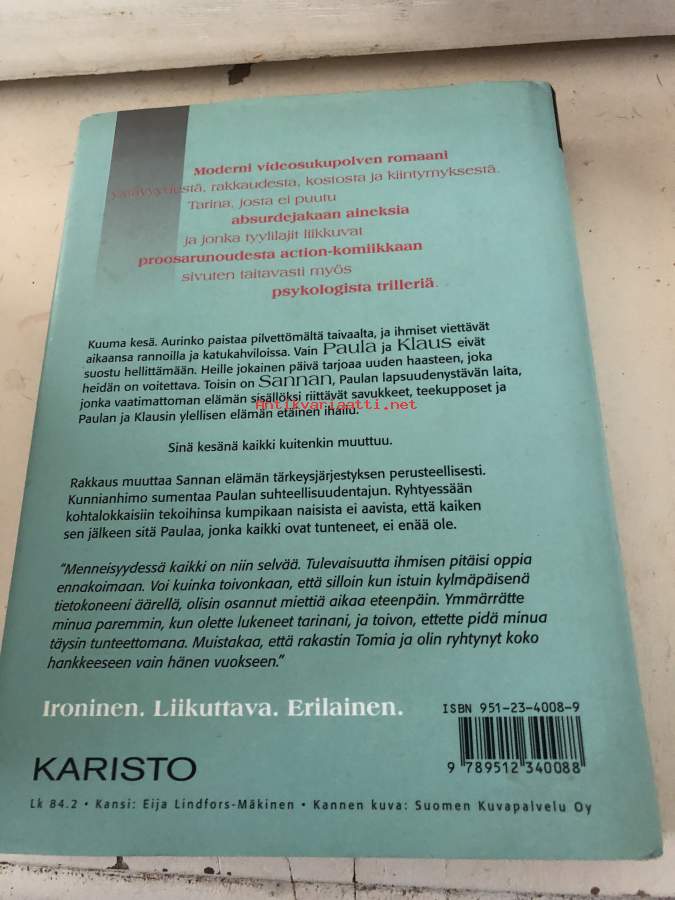 Moderni videosukupolven romaani
ystävyydestä, rakkaudesta, kostosta ja kiintymyksestä.
Tarina, josta ei puutu
absurdejakaan aineksia
ja jonka tyylilajit liikkuvat
proosarunoudesta action-komiikkaan
sivuten taitavasti myös
psykologista trilleriä.
Kuuma kesä. Aurinko paistaa pilvettömältä taivaalta, ja ihmiset viettävät
aikaansa rannoilla ja katukahviloissa. Vain Paula ja Klaus eivät
suostu hellittämään. Heille jokainen päivä tarjoaa uuden haasteen, joka
heidän on voitettava. Toisin on Sannan, Paulan lapsuudenystävän laita,
jonka vaatimattoman elämän sisällöksi riittävät savukkeet, teekupposet ja
Antikvariaatti.net
Paulan ja Klausin ylellisen elämän etäinen ihailu.
Sinä kesänä kaikki kuitenkin muuttuu.
Rakkaus muuttaa Sannan elämän tärkeysjärjestyksen perusteellisesti.
Kunnianhimo sumentaa Paulan suhteellisuudentajun. Ryhtyessään
kohtalokkaisiin tekoihinsa kumpikaan naisista ei aavista, että kaiken
sen jälkeen sitä Paulaa, jonka kaikki ovat tunteneet, ei enää ole.
"Menneisyydessä kaikki on niin selvää. Tulevaisuutta ihmisen pitäisi oppia
ennakoimaan. Voi kuinka toivonkaan, että silloin kun istuin kylmäpäisenä
tietokoneeni äärellä, olisin osannut miettiä aikaa eteenpäin. Ymmärrätte
minua paremmin, kun olette lukeneet tarinani, ja toivon, ettette pidä minua
täysin tunteettomana. Muistakaa, että rakastin Tomia ja olin ryhtynyt koko
hankkeeseen vain hänen vuokseen."
Ironinen. Liikuttava. Erilainen.
ISBN 951-23-4008-9
9 789512 340088
KARISTO
Lk 84.2 • Kansi: Eija Lindfors-Mäkinen • Kannen kuva: Suomen Kuvapalvelu Oy